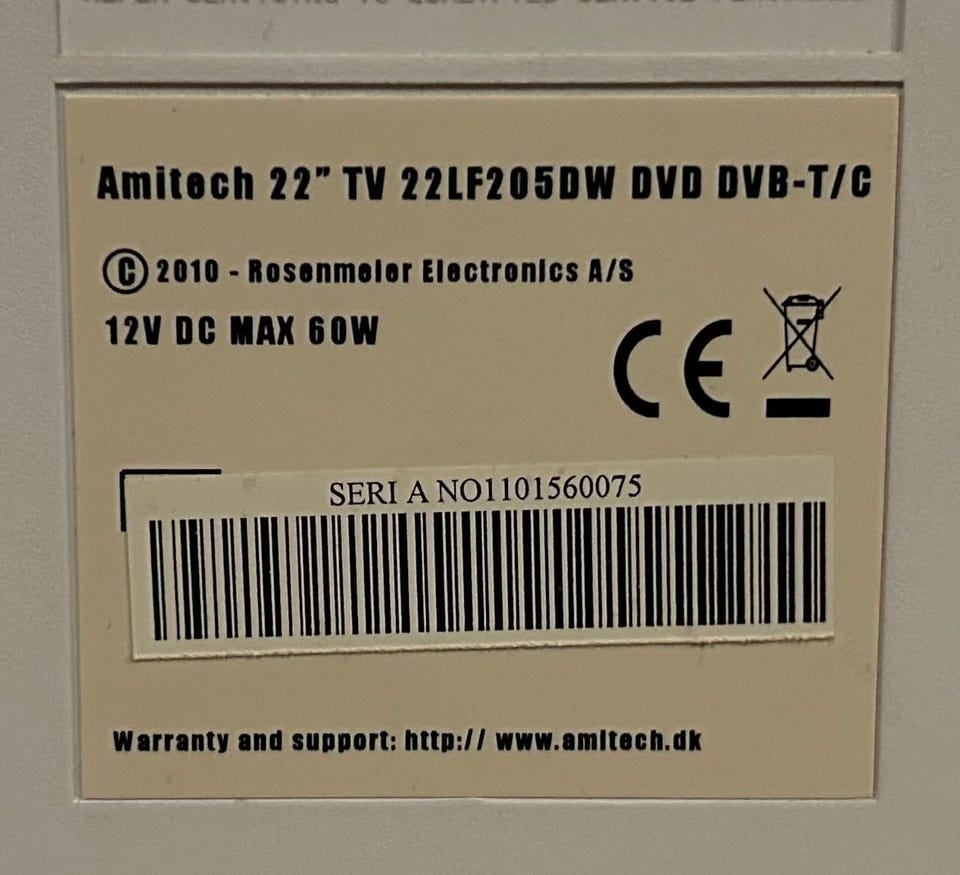 Amitech 22" TV 22LF205DW DVD DVB-T/C
© 2010 - Rosenmeier Electronics A/S
12V DC MAX 60W
CE
SERI A NO1101560075
Warranty and support: http:// www.amitech.dk